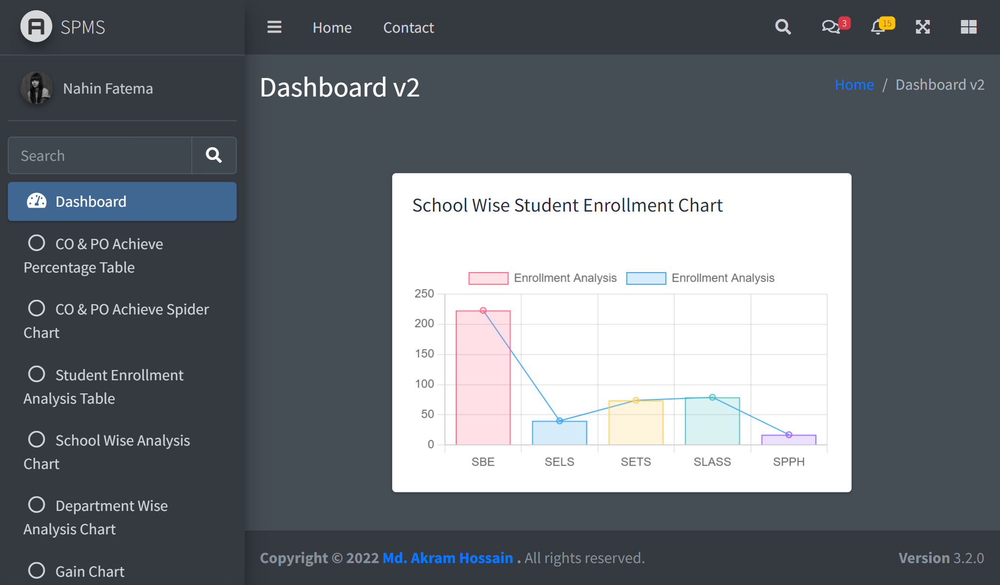 SPMS
Home
Contact
3
15
Nahin Fatema
Search
Dashboard
CO & PO Achieve
Percentage Table
CO & PO Achieve Spider
Chart
Student Enrollment
Analysis Table
School Wise Analysis
Chart
Department Wise
Analysis Chart
Gain Chart
Dashboard v2
Home / Dashboard v2
School Wise Student Enrollment Chart
Enrollment Analysis
Enrollment Analysis
250
200
150
100
50
0
SBE
SELS
SETS
SLASS
SPPH
Copyright © 2022 Md. Akram Hossain . All rights reserved.
Version 3.2.0